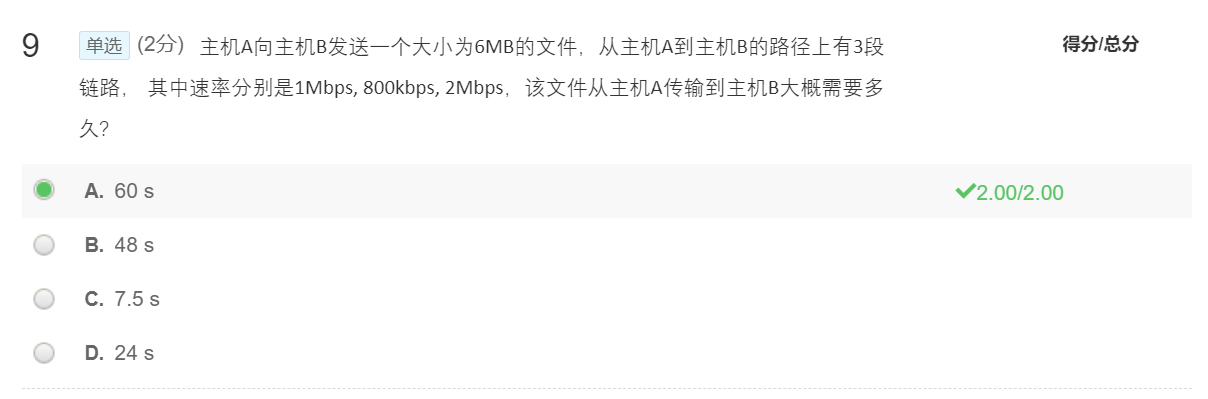 9 单选 (2分) 主机A向主机B发送一个大小为6MB的文件，从主机A到主机B的路径上有3段 得分/总分
链路， 其中速率分别是1Mbps, 800kbps, 2Mbps，该文件从主机A传输到主机B大概需要多
久？
A. 60 s 2.00/2.00
B. 48 s
C. 7.5 s
D. 24 s